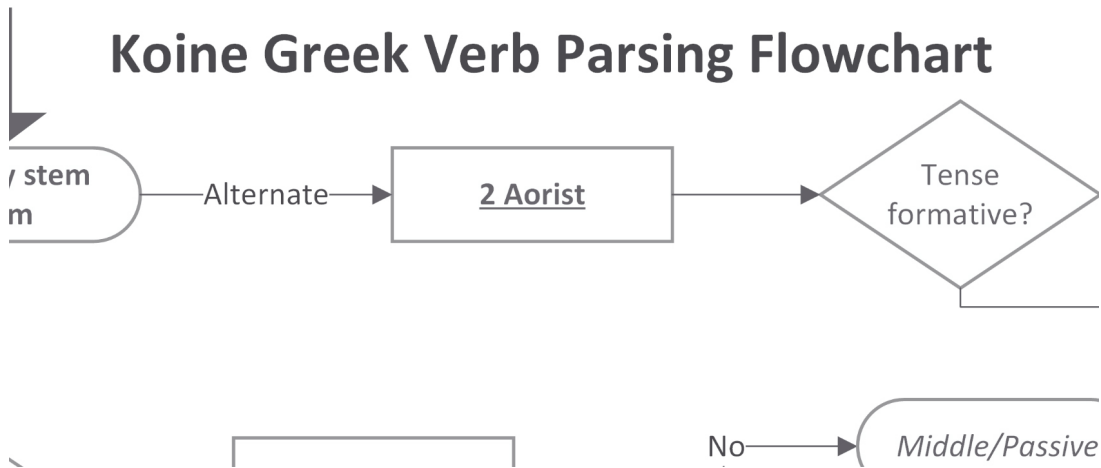 Koine Greek Verb Parsing Flowchart
stem
Alternate
2 Aorist
Tense
formative?
No
Middle/Passive